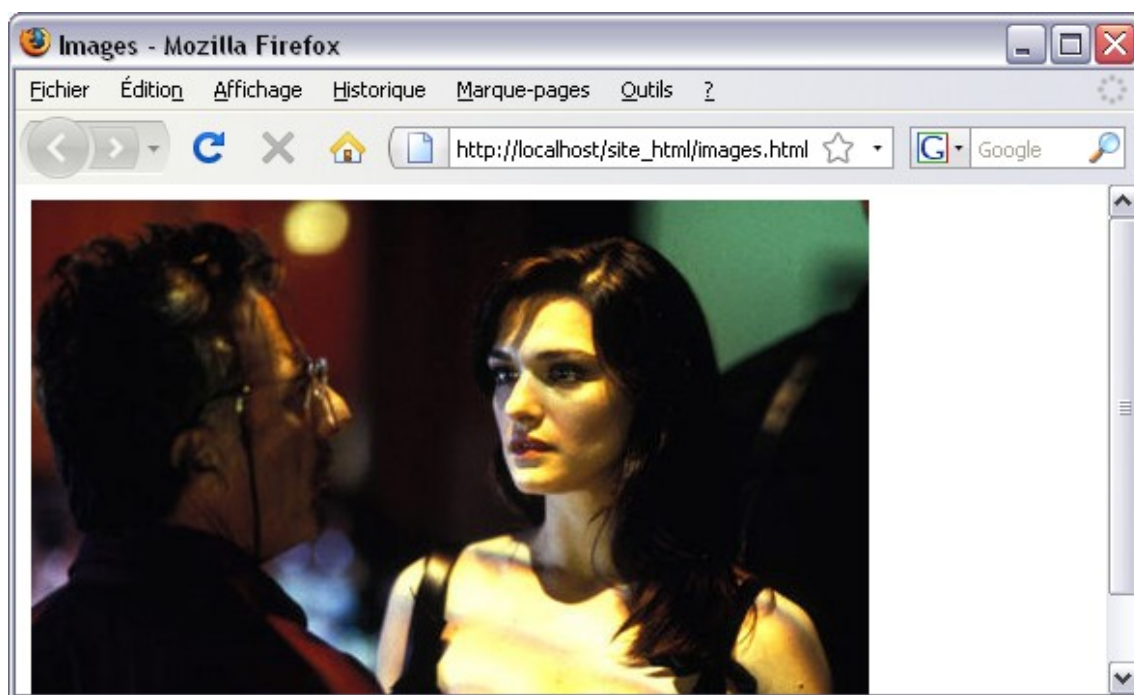 Images - Mozilla Firefox
Fichier Édition Affichage Historique Marque-pages Outils ?
http://localhost/site_html/images.html G Google